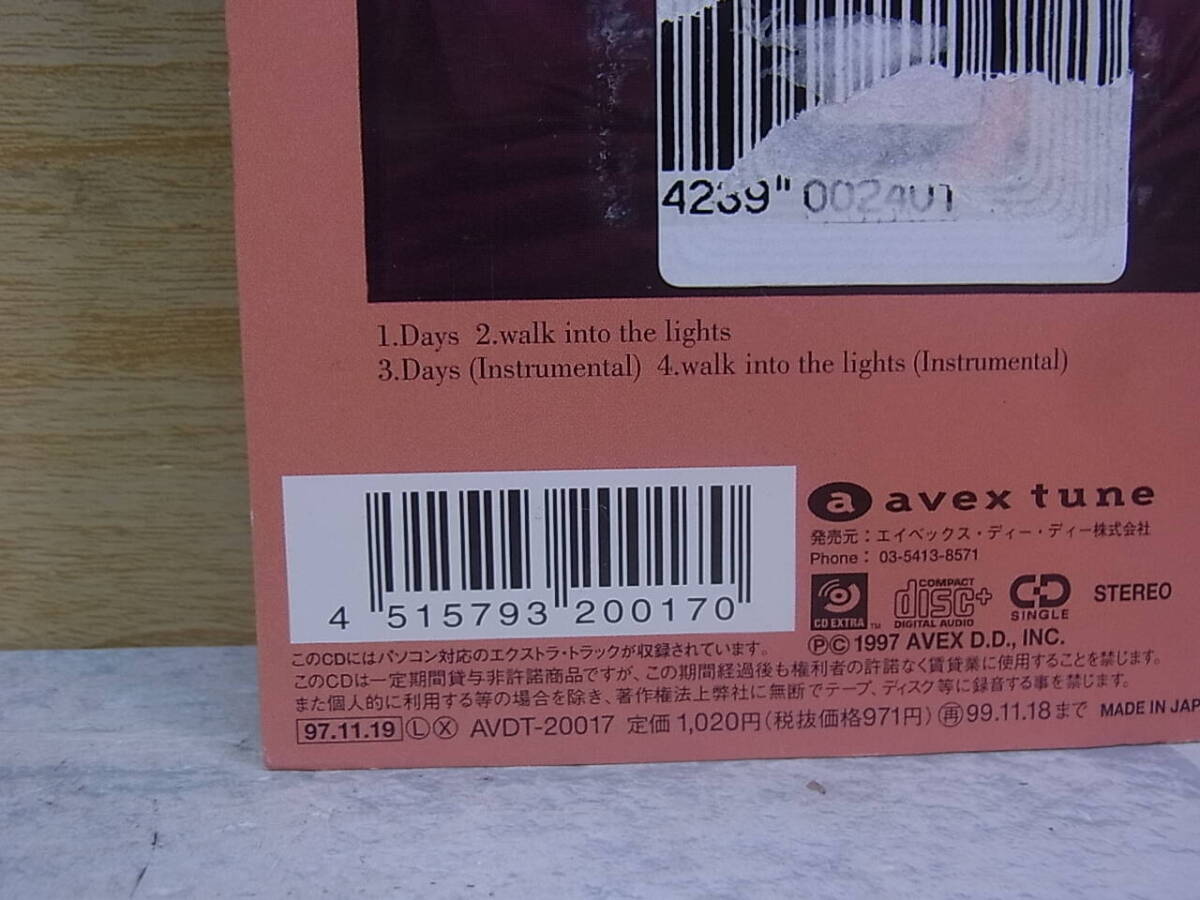 4239 002401
1.Days 2.walk into the lights
3.Days (Instrumental) 4.walk into the lights (Instrumental)
a avex tune
発売元：エイベックス・ディー・ディー株式会社
Phone： 03-5413-8571
CD EXTRA™ COMPACT disc+ DIGITAL AUDIO CD SINGLE STEREO
4 515793 200170
ⓅⒸ 1997 AVEX D.D., INC.
このCDにはパソコン対応のエクストラ・トラックが収録されています。
このCDは一定期間貸与非許諾商品ですが、この期間経過後も権利者の許諾なく賃貸業に使用することを禁じます。
また個人的に利用する等の場合を除き、著作権法上弊社に無断でテープ、ディスク等に録音する事を禁じます。
97.11.19 ⓁⓍ AVDT-20017 定価1,020円（税抜価格971円） ㊞99.11.18まで MADE IN JAP